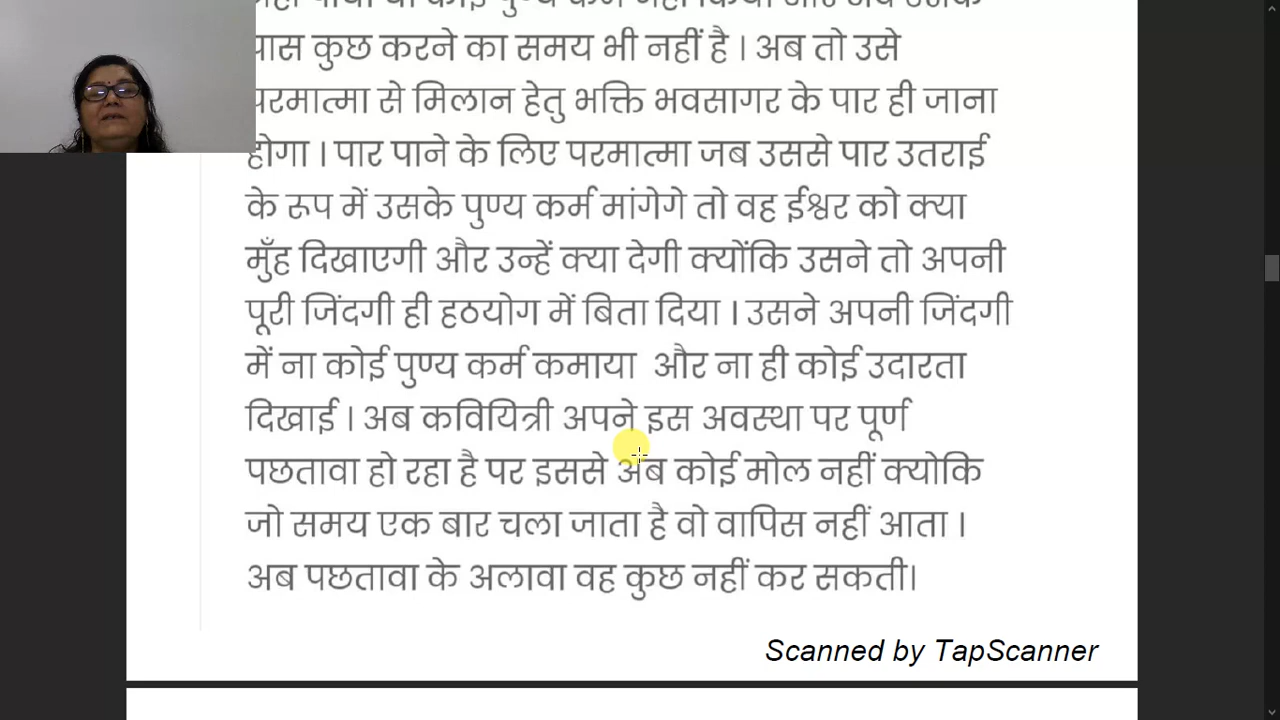 पास कुछ करने का समय भी नहीं है । अब तो उसे
परमात्मा से मिलान हेतु भक्ति भवसागर के पार ही जाना
होगा । पार पाने के लिए परमात्मा जब उससे पार उतराई
के रूप में उसके पुण्य कर्म मांगेगे तो वह ईश्वर को क्या
मुँह दिखाएगी और उन्हें क्या देगी क्योंकि उसने तो अपनी
पूरी जिंदगी ही हठयोग में बिता दिया । उसने अपनी जिंदगी
में ना कोई पुण्य कर्म कमाया और ना ही कोई उदारता
दिखाई । अब कवियित्री अपने इस अवस्था पर पूर्ण
पछतावा हो रहा है पर इससे अब कोई मोल नहीं क्योकि
जो समय एक बार चला जाता है वो वापिस नहीं आता ।
अब पछतावा के अलावा वह कुछ नहीं कर सकती।
Scanned by TapScanner